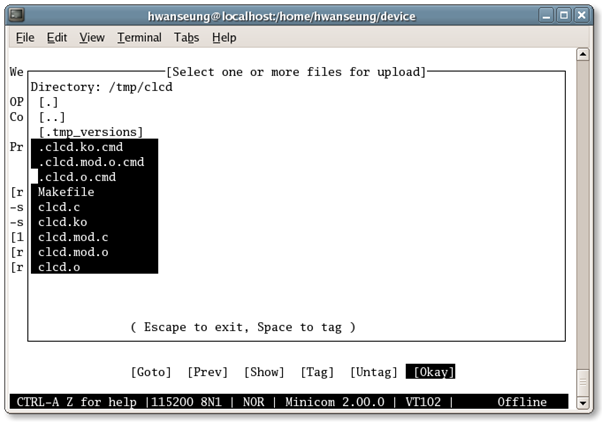 hwanseung@localhost:/home/hwanseung/device
File Edit View Terminal Tabs Help
We
[Select one or more files for upload]
Directory: /tmp/clcd
OP [.]
Co [..]
[.tmp_versions]
Pr .clcd.ko.cmd
.clcd.mod.o.cmd
.clcd.o.cmd
[r Makefile
-s clcd.c
-s clcd.ko
[l clcd.mod.c
[r clcd.mod.o
[r clcd.o
( Escape to exit, Space to tag )
[Goto] [Prev] [Show] [Tag] [Untag] [Okay]
CTRL-A Z for help |115200 8N1 | NOR | Minicom 2.00.0 | VT102 | Offline